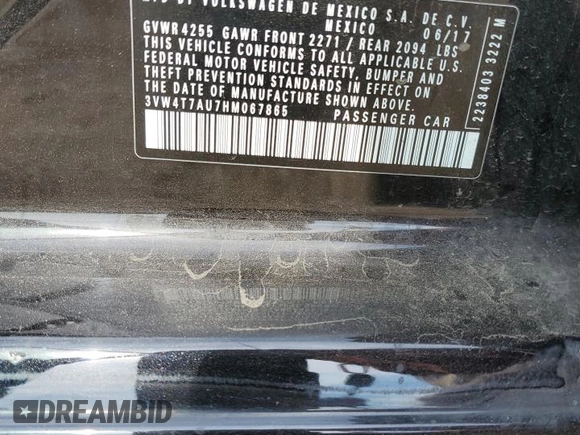 BY VOLKSWAGEN DE MEXICO S.A. DE C.V.
MEXICO 06/17
GVWR 4255 GAWR FRONT 2271 / REAR 2094 LBS
THIS VEHICLE CONFORMS TO ALL APPLICABLE U.S.
FEDERAL MOTOR VEHICLE SAFETY, BUMPER AND
THEFT PREVENTION STANDARDS IN EFFECT ON
THE DATE OF MANUFACTURE SHOWN ABOVE.
3VW4T7AU7HM067865 PASSENGER CAR
2238403 3222 M
DREAMBID